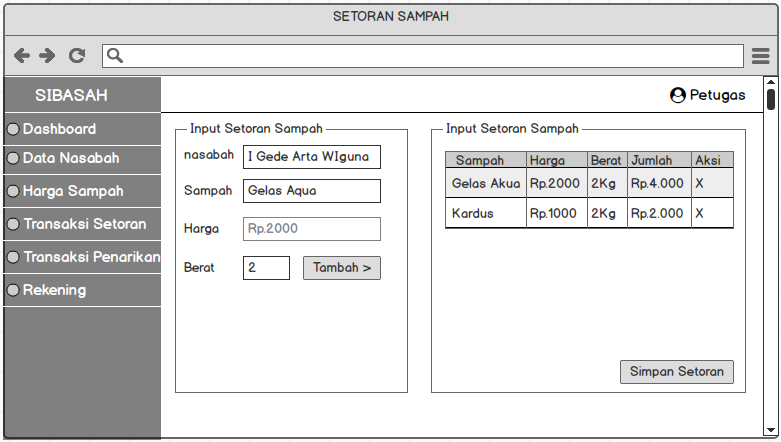 SETORAN SAMPAH
SIBASAH
Petugas
Dashboard
Data Nasabah
Harga Sampah
Transaksi Setoran
Transaksi Penarikan
Rekening
Input Setoran Sampah
nasabah I Gede Arta WIguna
Sampah Gelas Aqua
Harga Rp.2000
Berat 2 Tambah >
Input Setoran Sampah
Sampah Harga Berat Jumlah Aksi
Gelas Akua Rp.2000 2Kg Rp.4.000 X
Kardus Rp.1000 2Kg Rp.2.000 X
Simpan Setoran